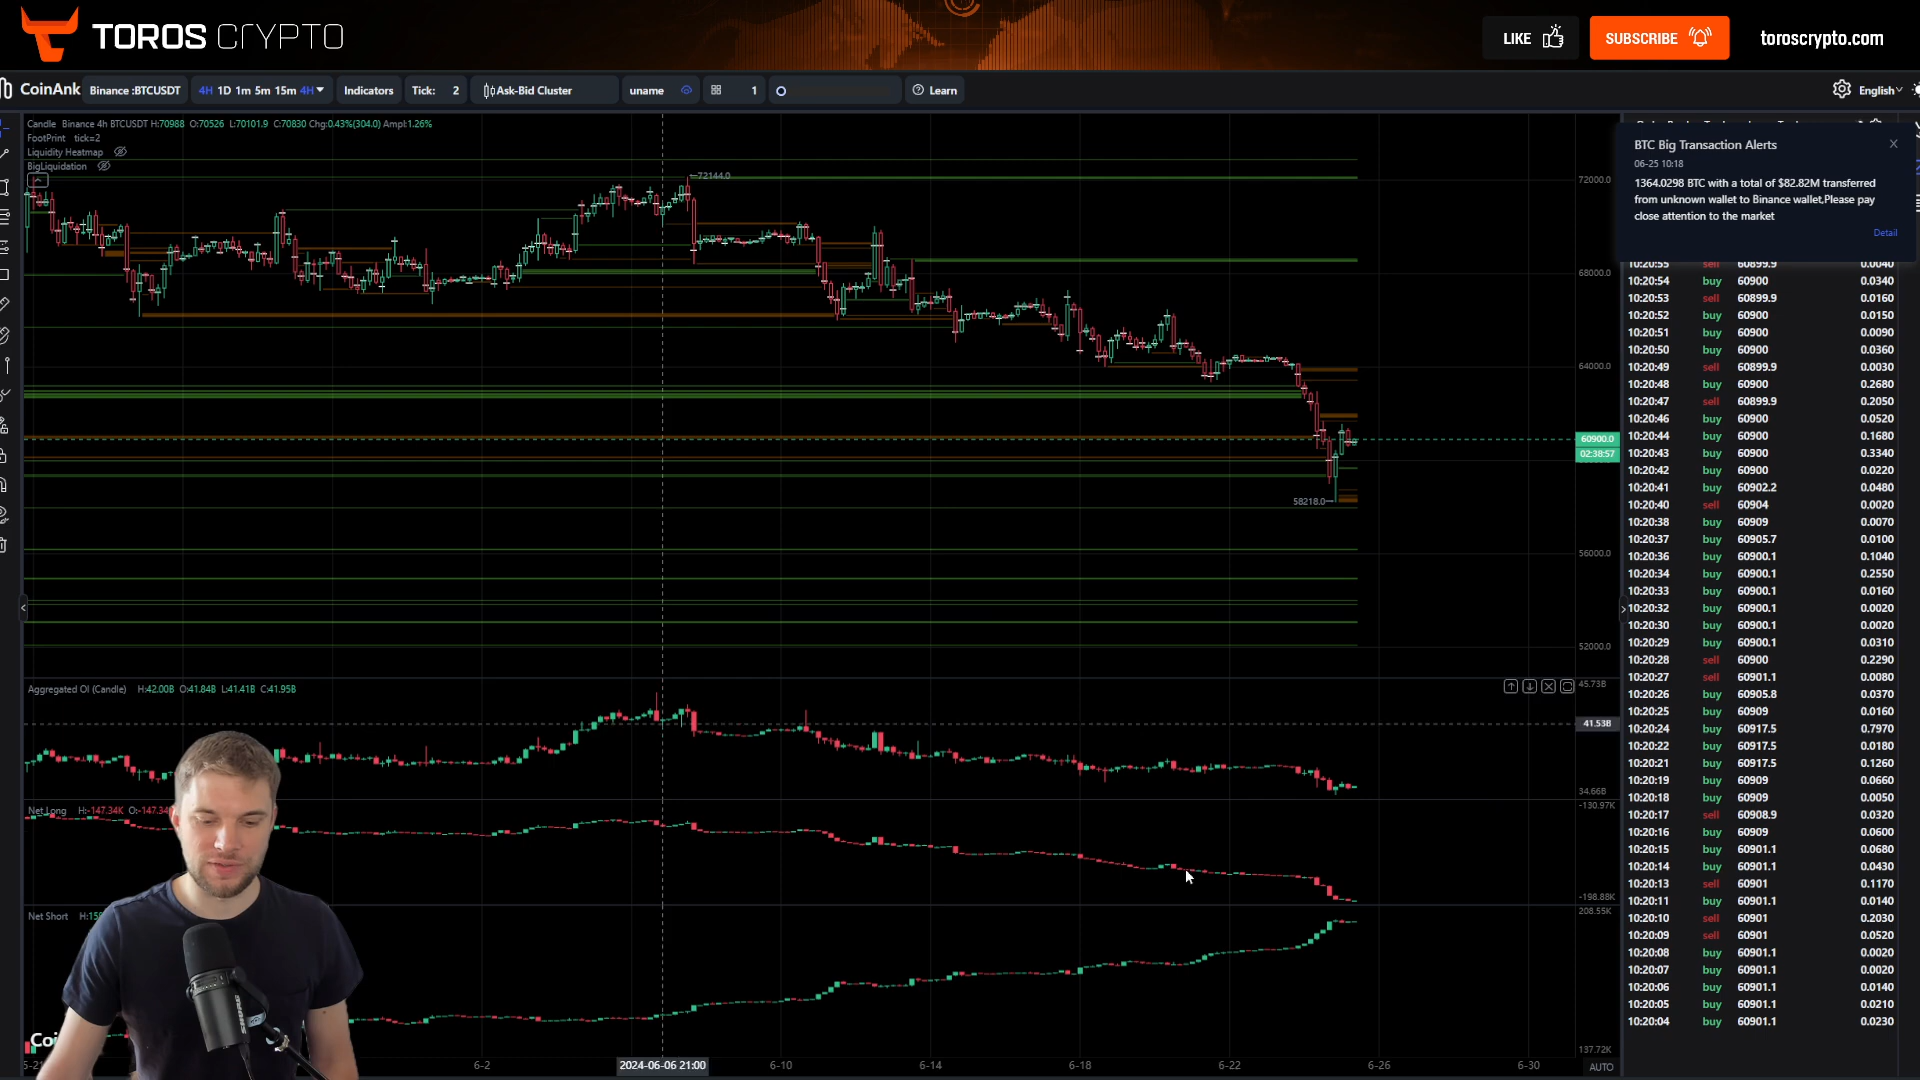 TOROS CRYPTO
LIKE
SUBSCRIBE
toroscrypto.com
CoinAnk
Binance :BTCUSDT
4H 1D 1m 5m 15m 4H
Indicators
Tick: 2
Ask-Bid Cluster
uname
1
Learn
English
Candle Binance 4h BTCUSDT H:70988 O:70526 L:70101.9 C:70830 Chg:0.43%(304.0) Ampl:1.26%
FootPrint tick=2
Liquidity Heatmap
BigLiquidation
72144.0
58218.0
72000.0
68000.0
64000.0
60900.0
02:38:57
56000.0
52000.0
BTC Big Transaction Alerts
06-25 10:18
1364.0298 BTC with a total of $82.82M transferred
from unknown wallet to Binance wallet,Please pay
close attention to the market
Detail
10:20:55 sell 60899.9 0.0040
10:20:54 buy 60900 0.0340
10:20:53 sell 60899.9 0.0160
10:20:52 buy 60900 0.0150
10:20:51 buy 60900 0.0090
10:20:50 buy 60900 0.0360
10:20:49 sell 60899.9 0.0030
10:20:48 buy 60900 0.2680
10:20:47 sell 60899.9 0.2050
10:20:46 buy 60900 0.0520
10:20:44 buy 60900 0.1680
10:20:43 buy 60900 0.3340
10:20:42 buy 60900 0.0220
10:20:41 buy 60902.2 0.0480
10:20:40 sell 60904 0.0020
10:20:38 buy 60909 0.0070
10:20:37 buy 60905.7 0.0100
10:20:36 buy 60900.1 0.1040
10:20:34 buy 60900.1 0.2550
10:20:33 buy 60900.1 0.0160
10:20:32 buy 60900.1 0.0020
10:20:30 buy 60900.1 0.0020
10:20:29 buy 60900.1 0.0310
10:20:28 sell 60900 0.2290
10:20:27 sell 60901.1 0.0080
10:20:26 buy 60905.8 0.0370
10:20:25 buy 60909 0.0160
10:20:24 buy 60917.5 0.7970
10:20:22 buy 60917.5 0.0180
10:20:21 buy 60917.5 0.1260
10:20:19 buy 60909 0.0660
10:20:18 buy 60909 0.0050
10:20:17 sell 60908.9 0.0320
10:20:16 buy 60909 0.0600
10:20:15 buy 60901.1 0.0680
10:20:14 buy 60901.1 0.0430
10:20:13 sell 60901 0.1170
10:20:11 buy 60901.1 0.0140
10:20:10 sell 60901 0.2030
10:20:09 sell 60901 0.0520
10:20:08 buy 60901.1 0.0020
10:20:07 buy 60901.1 0.0020
10:20:06 buy 60901.1 0.0140
10:20:05 buy 60901.1 0.0210
10:20:04 buy 60901.1 0.0230
Aggregated OI (Candle) H:42.00B O:41.84B L:41.41B C:41.95B
45.73B
41.53B
34.66B
Net Long H:-147.34K O:-147.34
-130.97K
-198.88K
Net Short H:15
208.55K
137.72K
5-21 6-2 2024-06-06 21:00 6-10 6-14 6-18 6-22 6-26 6-30 AUTO